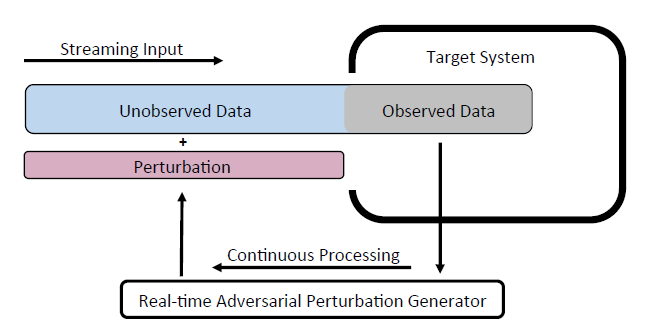 Streaming Input
Target System
Unobserved Data
Observed Data
+
Perturbation
Continuous Processing
Real-time Adversarial Perturbation Generator